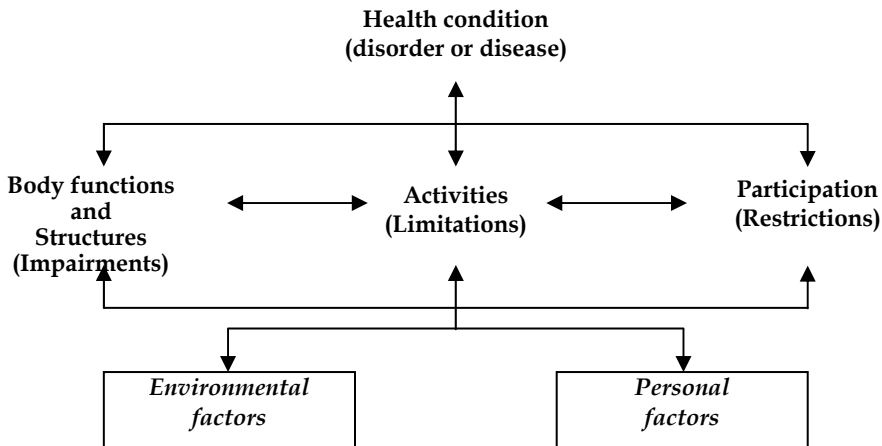 Health condition
(disorder or disease)
Body functions
and
Structures
(Impairments)
Activities
(Limitations)
Participation
(Restrictions)
Environmental
factors
Personal
factors